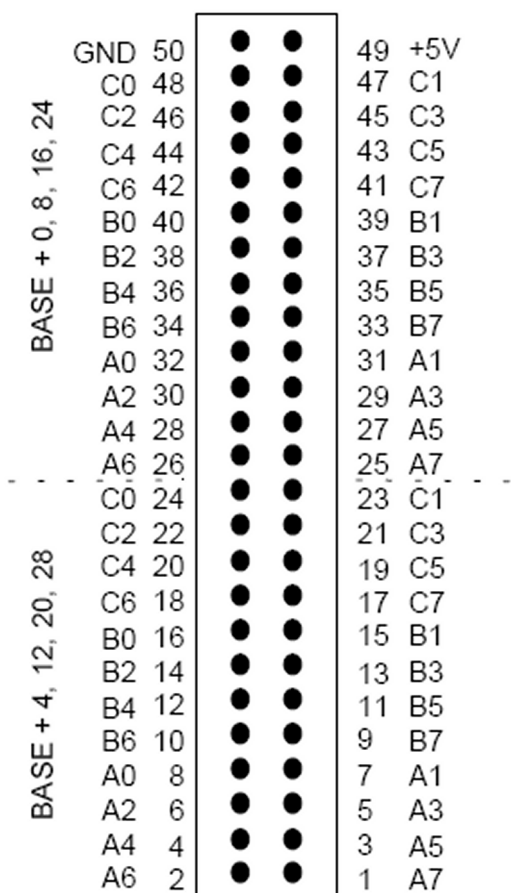 GND 50 49 +5V
C0 48 47 C1
C2 46 45 C3
C4 44 43 C5
C6 42 41 C7
B0 40 39 B1
B2 38 37 B3
B4 36 35 B5
B6 34 33 B7
A0 32 31 A1
A2 30 29 A3
A4 28 27 A5
A6 26 25 A7
BASE + 0, 8, 16, 24
C0 24 23 C1
C2 22 21 C3
C4 20 19 C5
C6 18 17 C7
B0 16 15 B1
B2 14 13 B3
B4 12 11 B5
B6 10 9 B7
A0 8 7 A1
A2 6 5 A3
A4 4 3 A5
A6 2 1 A7
BASE + 4, 12, 20, 28